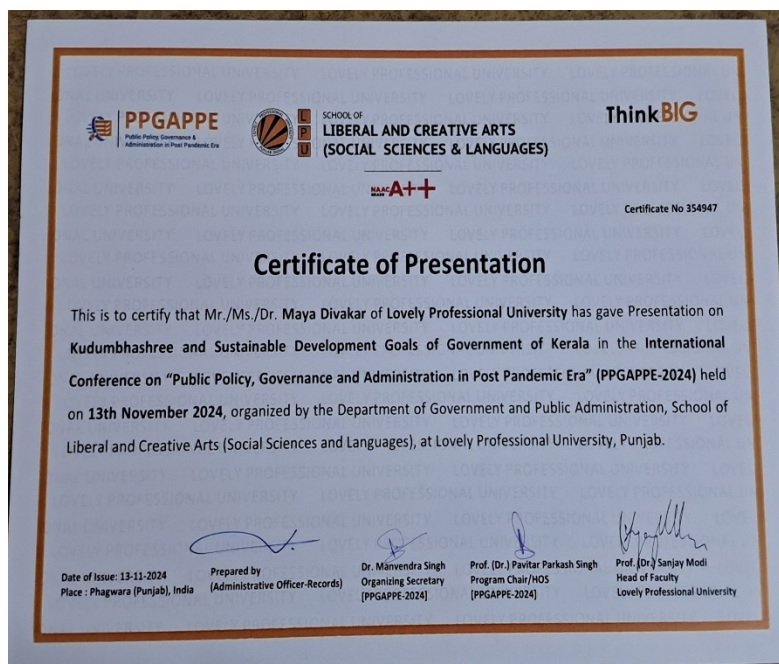 PPGAPPE
Public Policy, Governance &
Administration in Post Pandemic Era
L P U
SCHOOL OF
LIBERAL AND CREATIVE ARTS
(SOCIAL SCIENCES & LANGUAGES)
NAAC A++
ThinkBIG
Certificate No 354947
Certificate of Presentation
This is to certify that Mr./Ms./Dr. Maya Divakar of Lovely Professional University has gave Presentation on
Kudumbhashree and Sustainable Development Goals of Government of Kerala in the International
Conference on “Public Policy, Governance and Administration in Post Pandemic Era” (PPGAPPE-2024) held
on 13th November 2024, organized by the Department of Government and Public Administration, School of
Liberal and Creative Arts (Social Sciences and Languages), at Lovely Professional University, Punjab.
Date of Issue: 13-11-2024
Place : Phagwara (Punjab), India
Prepared by
(Administrative Officer-Records)
Dr. Manvendra Singh
Organizing Secretary
[PPGAPPE-2024]
Prof. (Dr.) Pavitar Parkash Singh
Program Chair/HOS
[PPGAPPE-2024]
Prof. (Dr.) Sanjay Modi
Head of Faculty
Lovely Professional University